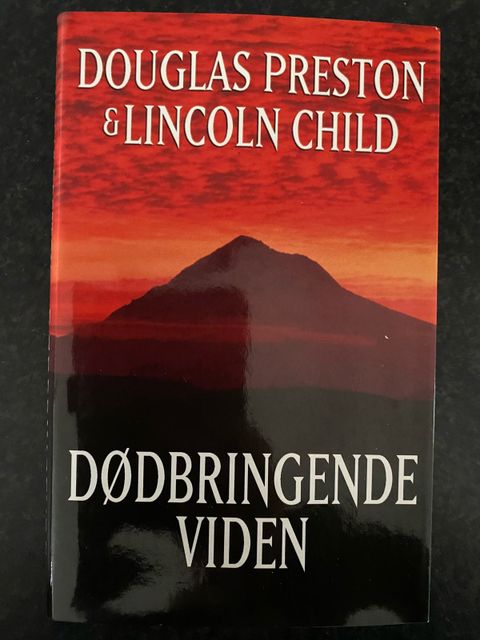 DOUGLAS PRESTON
& LINCOLN CHILD
DØDBRINGENDE
VIDEN